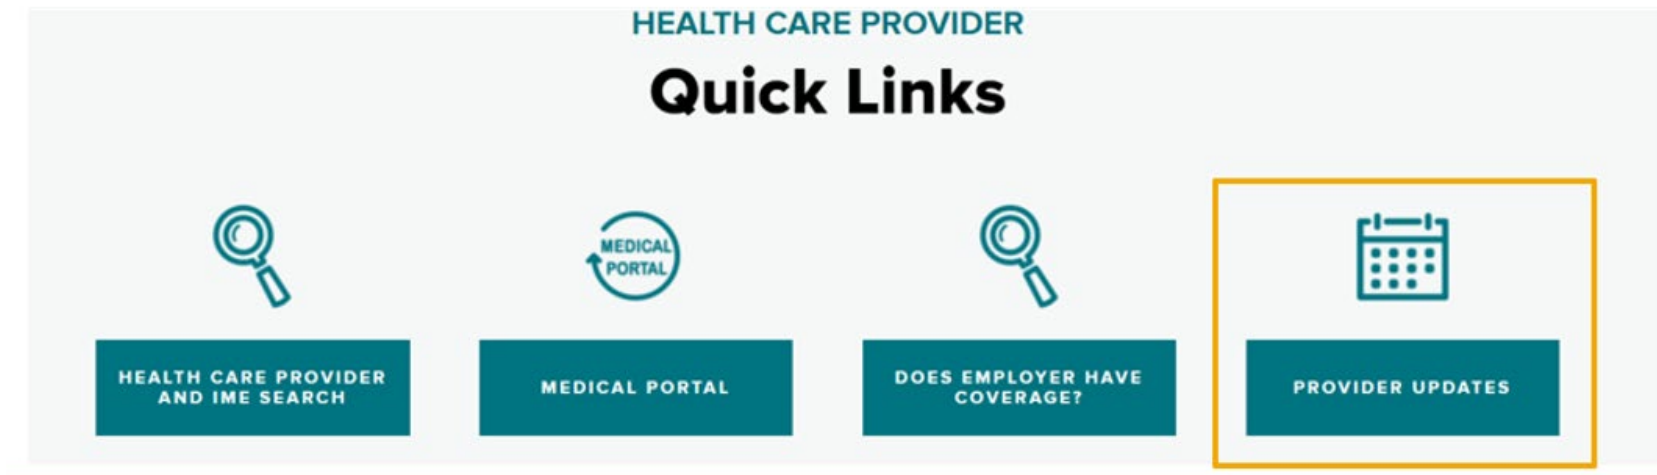 HEALTH CARE PROVIDER
Quick Links
MEDICAL
PORTAL
HEALTH CARE PROVIDER
AND IME SEARCH
MEDICAL PORTAL
DOES EMPLOYER HAVE
COVERAGE?
PROVIDER UPDATES